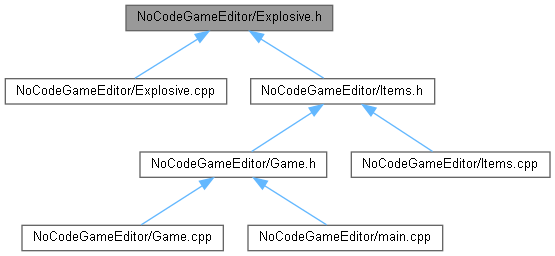 NoCodeGameEditor/Explosive.h
NoCodeGameEditor/Explosive.cpp
NoCodeGameEditor/Items.h
NoCodeGameEditor/Game.h
NoCodeGameEditor/Items.cpp
NoCodeGameEditor/Game.cpp
NoCodeGameEditor/main.cpp